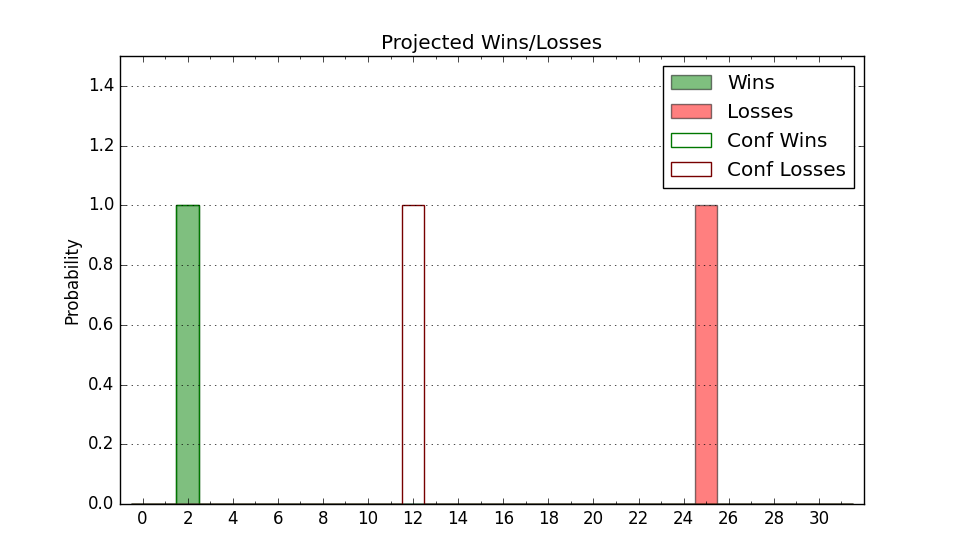 Projected Wins/Losses
Wins
Losses
Conf Wins
Conf Losses
Probability
1.4
1.2
1.0
0.8
0.6
0.4
0.2
0.0
0 2 4 6 8 10 12 14 16 18 20 22 24 26 28 30